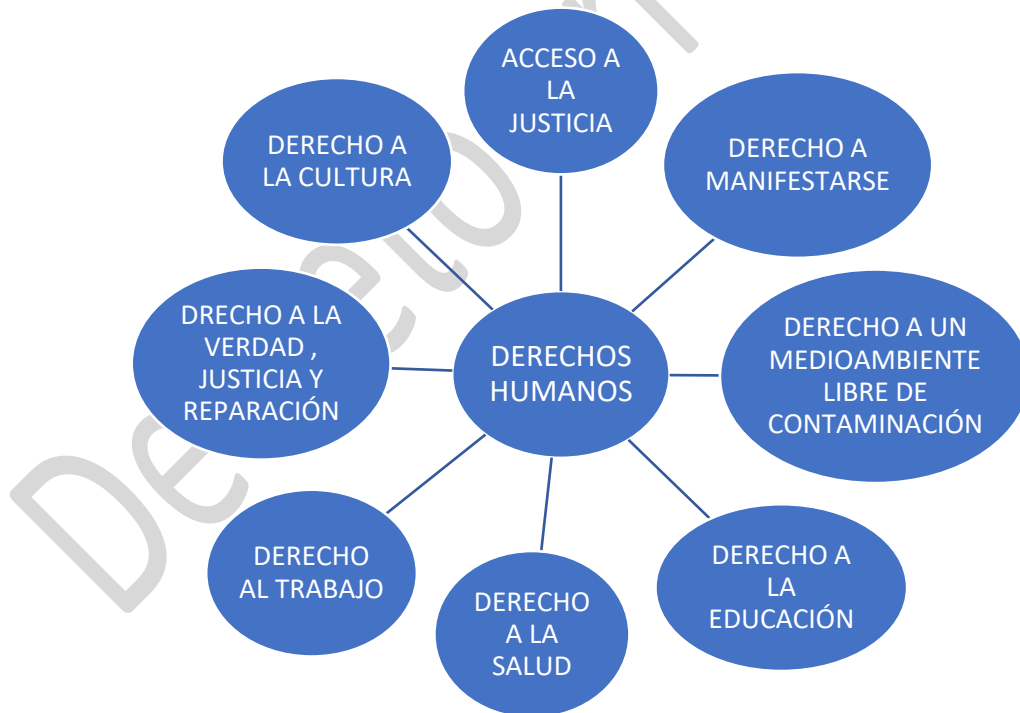 ACCESO A
LA
JUSTICIA
DERECHO A
MANIFESTARSE
DERECHO A UN
MEDIOAMBIENTE
LIBRE DE
CONTAMINACIÓN
DERECHO A
LA
EDUCACIÓN
DERECHO
A LA
SALUD
DERECHO
AL TRABAJO
DRECHO A LA
VERDAD ,
JUSTICIA Y
REPARACIÓN
DERECHO A
LA CULTURA
DERECHOS
HUMANOS